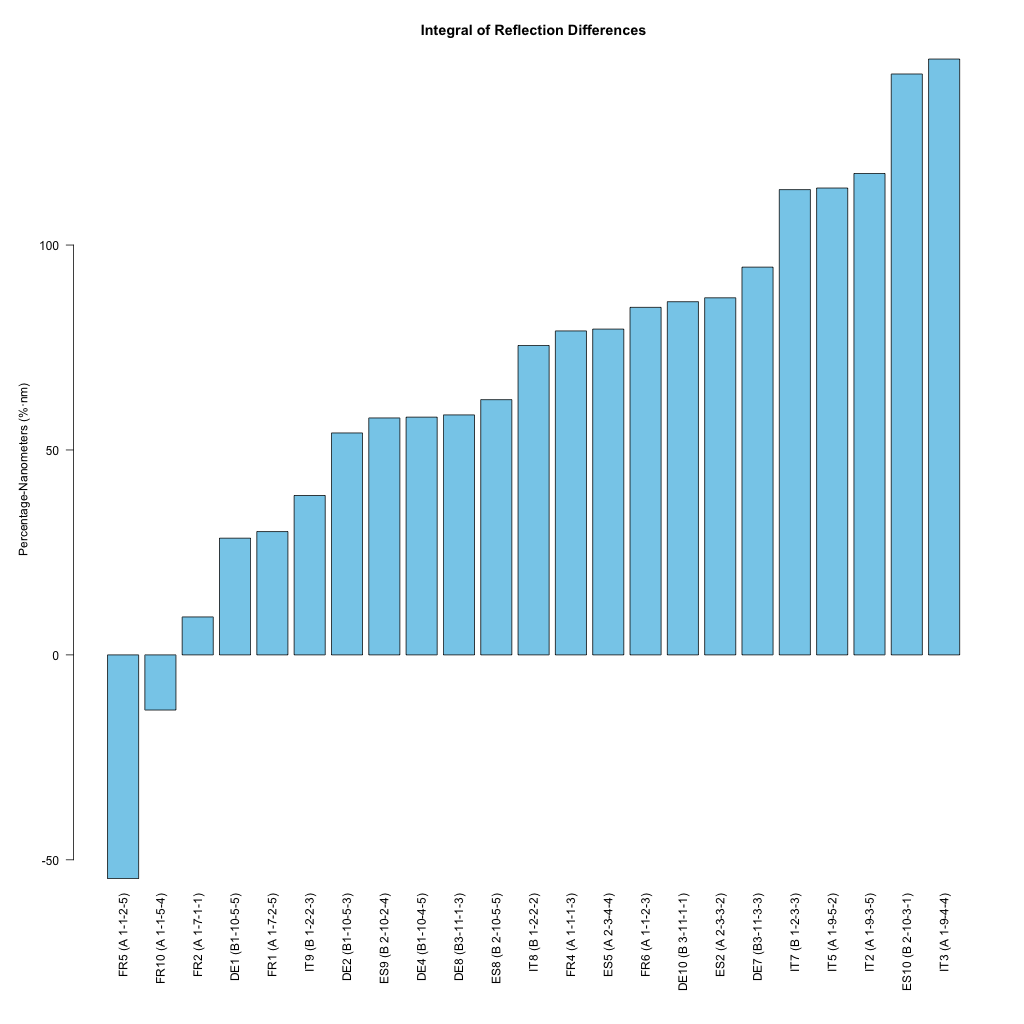 Integral of Reflection Differences
Percentage-Nanometers (%·nm)
100
50
0
-50
FR5 (A 1-1-2-5)
FR10 (A 1-1-5-4)
FR2 (A 1-7-1-1)
DE1 (B1-10-5-5)
FR1 (A 1-7-2-5)
IT9 (B 1-2-2-3)
DE2 (B1-10-5-3)
ES9 (B 2-10-2-4)
DE4 (B1-10-4-5)
DE8 (B3-11-1-3)
ES8 (B 2-10-5-5)
IT8 (B 1-2-2-2)
FR4 (A 1-1-1-3)
ES5 (A 2-3-4-4)
FR6 (A 1-1-2-3)
DE10 (B 3-11-1-1)
ES2 (A 2-3-3-2)
DE7 (B3-11-3-3)
IT7 (B 1-2-3-3)
IT5 (A 1-9-5-2)
IT2 (A 1-9-3-5)
ES10 (B 2-10-3-1)
IT3 (A 1-9-4-4)